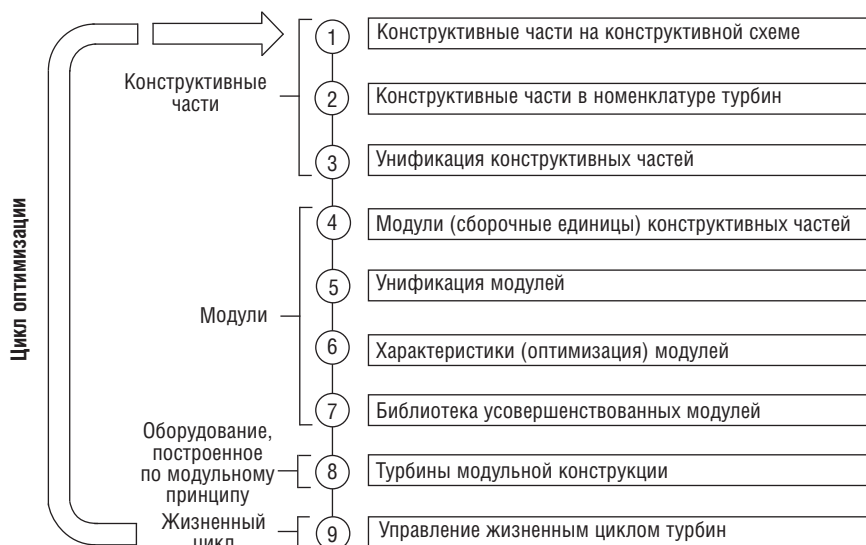 Цикл оптимизации
Конструктивные
части
1 Конструктивные части на конструктивной схеме
2 Конструктивные части в номенклатуре турбин
3 Унификация конструктивных частей
Модули
4 Модули (сборочные единицы) конструктивных частей
5 Унификация модулей
6 Характеристики (оптимизация) модулей
7 Библиотека усовершенствованных модулей
Оборудование,
построенное
по модульному
принципу
8 Турбины модульной конструкции
Жизненный
цикл
9 Управление жизненным циклом турбин